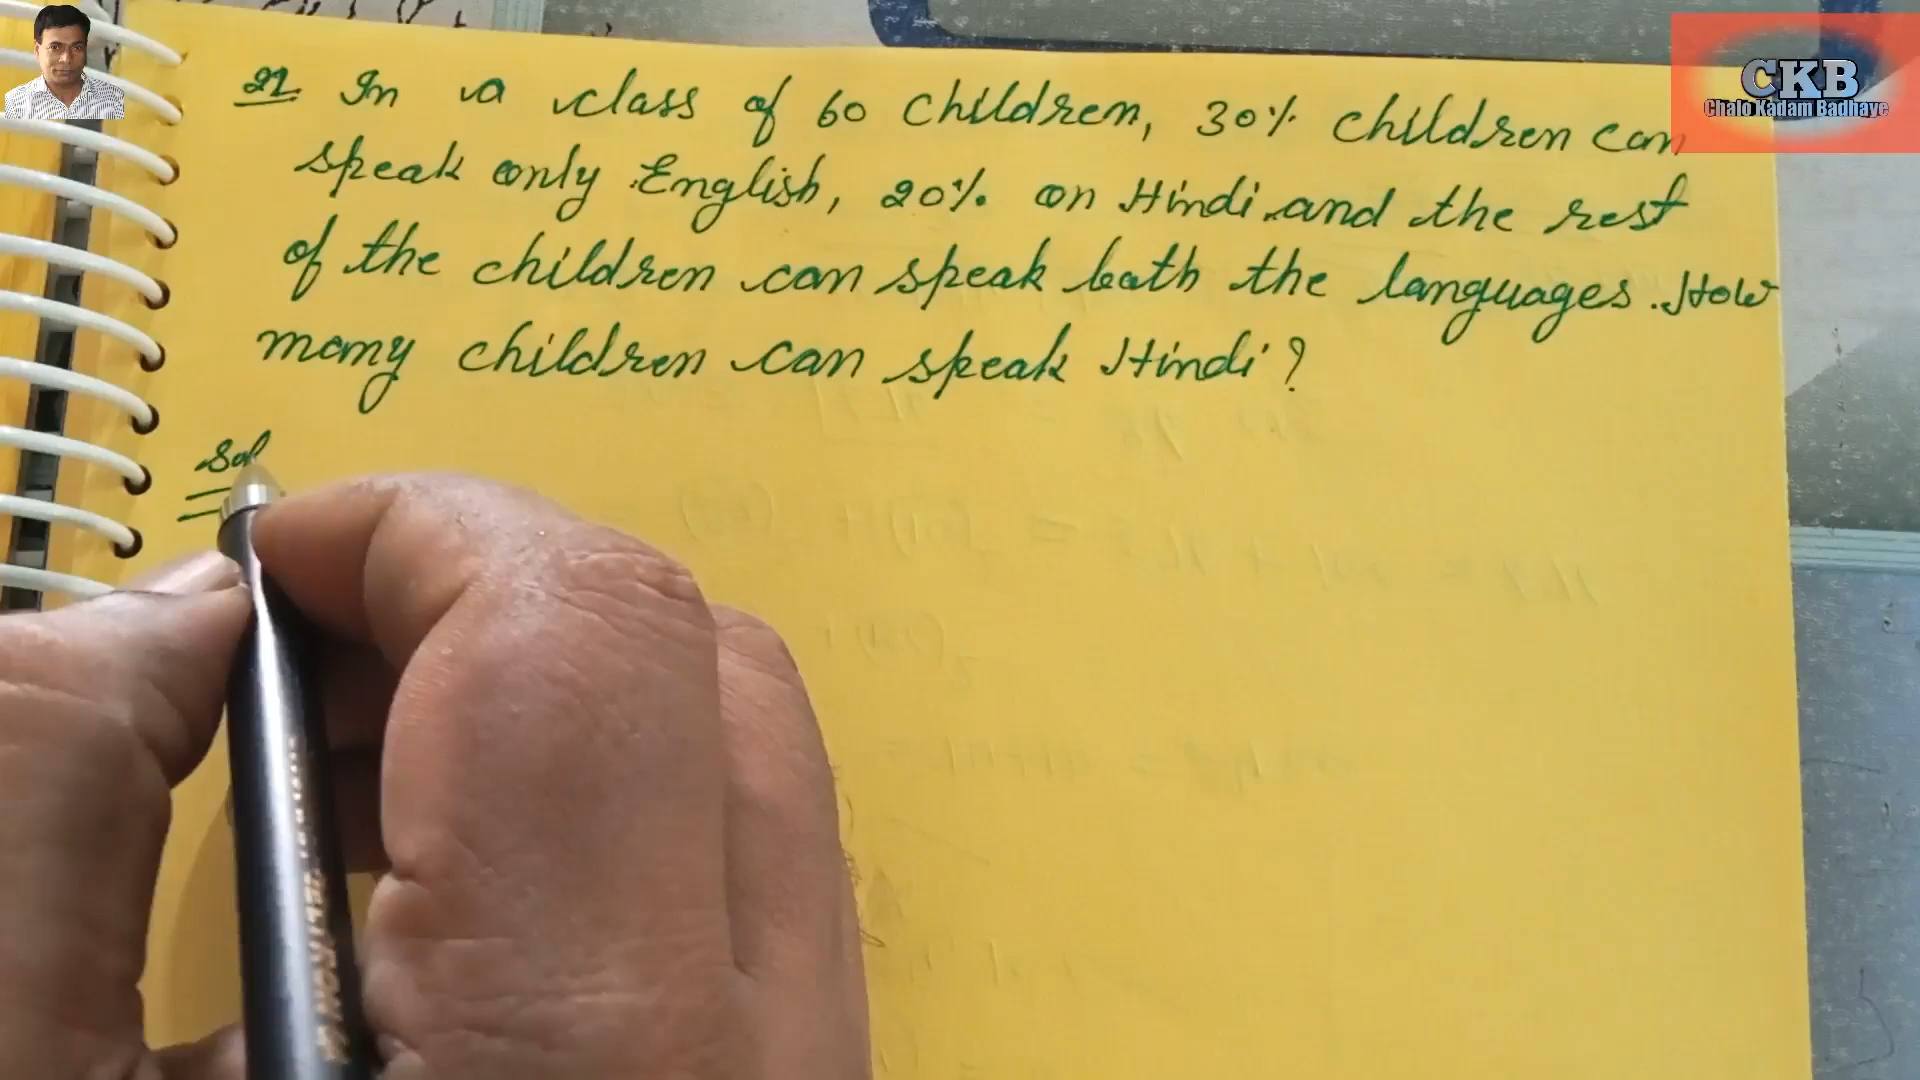 21 In a class of 60 children, 30% children can
speak only English, 20% on Hindi and the rest
of the children can speak both the languages. How
many children can speak Hindi?
Sol
CKB
Chalo Kadam Badhaye